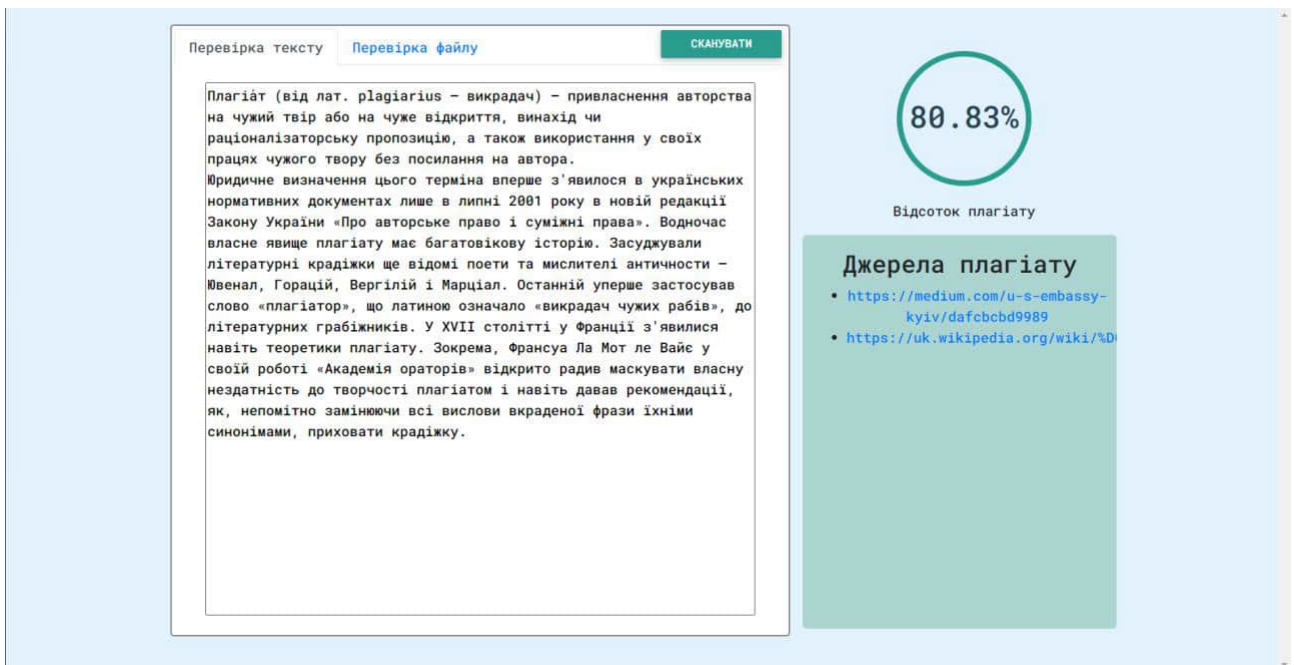 Перевірка тексту
Перевірка файлу
СКАНУВАТИ
Плагіа́т (від лат. plagiarius — викрадач) — привласнення авторства
на чужий твір або на чуже відкриття, винахід чи
раціоналізаторську пропозицію, а також використання у своїх
працях чужого твору без посилання на автора.
Юридичне визначення цього терміна вперше з'явилося в українських
нормативних документах лише в липні 2001 року в новій редакції
Закону України «Про авторське право і суміжні права». Водночас
власне явище плагіату має багатовікову історію. Засуджували
літературні крадіжки ще відомі поети та мислителі античности —
Ювенал, Горацій, Вергілій і Марціал. Останній уперше застосував
слово «плагіатор», що латиною означало «викрадач чужих рабів», до
літературних грабіжників. У XVII столітті у Франції з'явилися
навіть теоретики плагіату. Зокрема, Франсуа Ла Мот ле Вайє у
своїй роботі «Академія ораторів» відкрито радив маскувати власну
нездатність до творчості плагіатом і навіть давав рекомендації,
як, непомітно замінюючи всі вислови вкраденої фрази їхніми
синонімами, приховати крадіжку.
80.83%
Відсоток плагіату
Джерела плагіату
https://medium.com/u-s-embassy-
kyiv/dafcbcbd9989
https://uk.wikipedia.org/wiki/%D